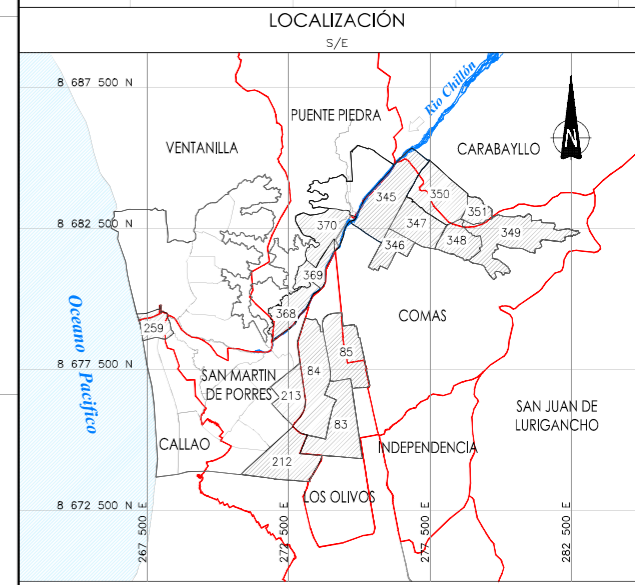 LOCALIZACIÓN
S/E
8 687 500 N
PUENTE PIEDRA
Rio Chillón
VENTANILLA
CARABAYLLO
N
345
350
351
8 682 500 N
370
347
349
346
348
369
368
COMAS
259
Oceano Pacifico
8 677 500 N
85
84
SAN MARTIN
DE PORRES
213
SAN JUAN DE
LURIGANCHO
83
CALLAO
INDEPENDENCIA
212
LOS OLIVOS
8 672 500 N
267 500 E
272 500 E
277 500 E
282 500 E